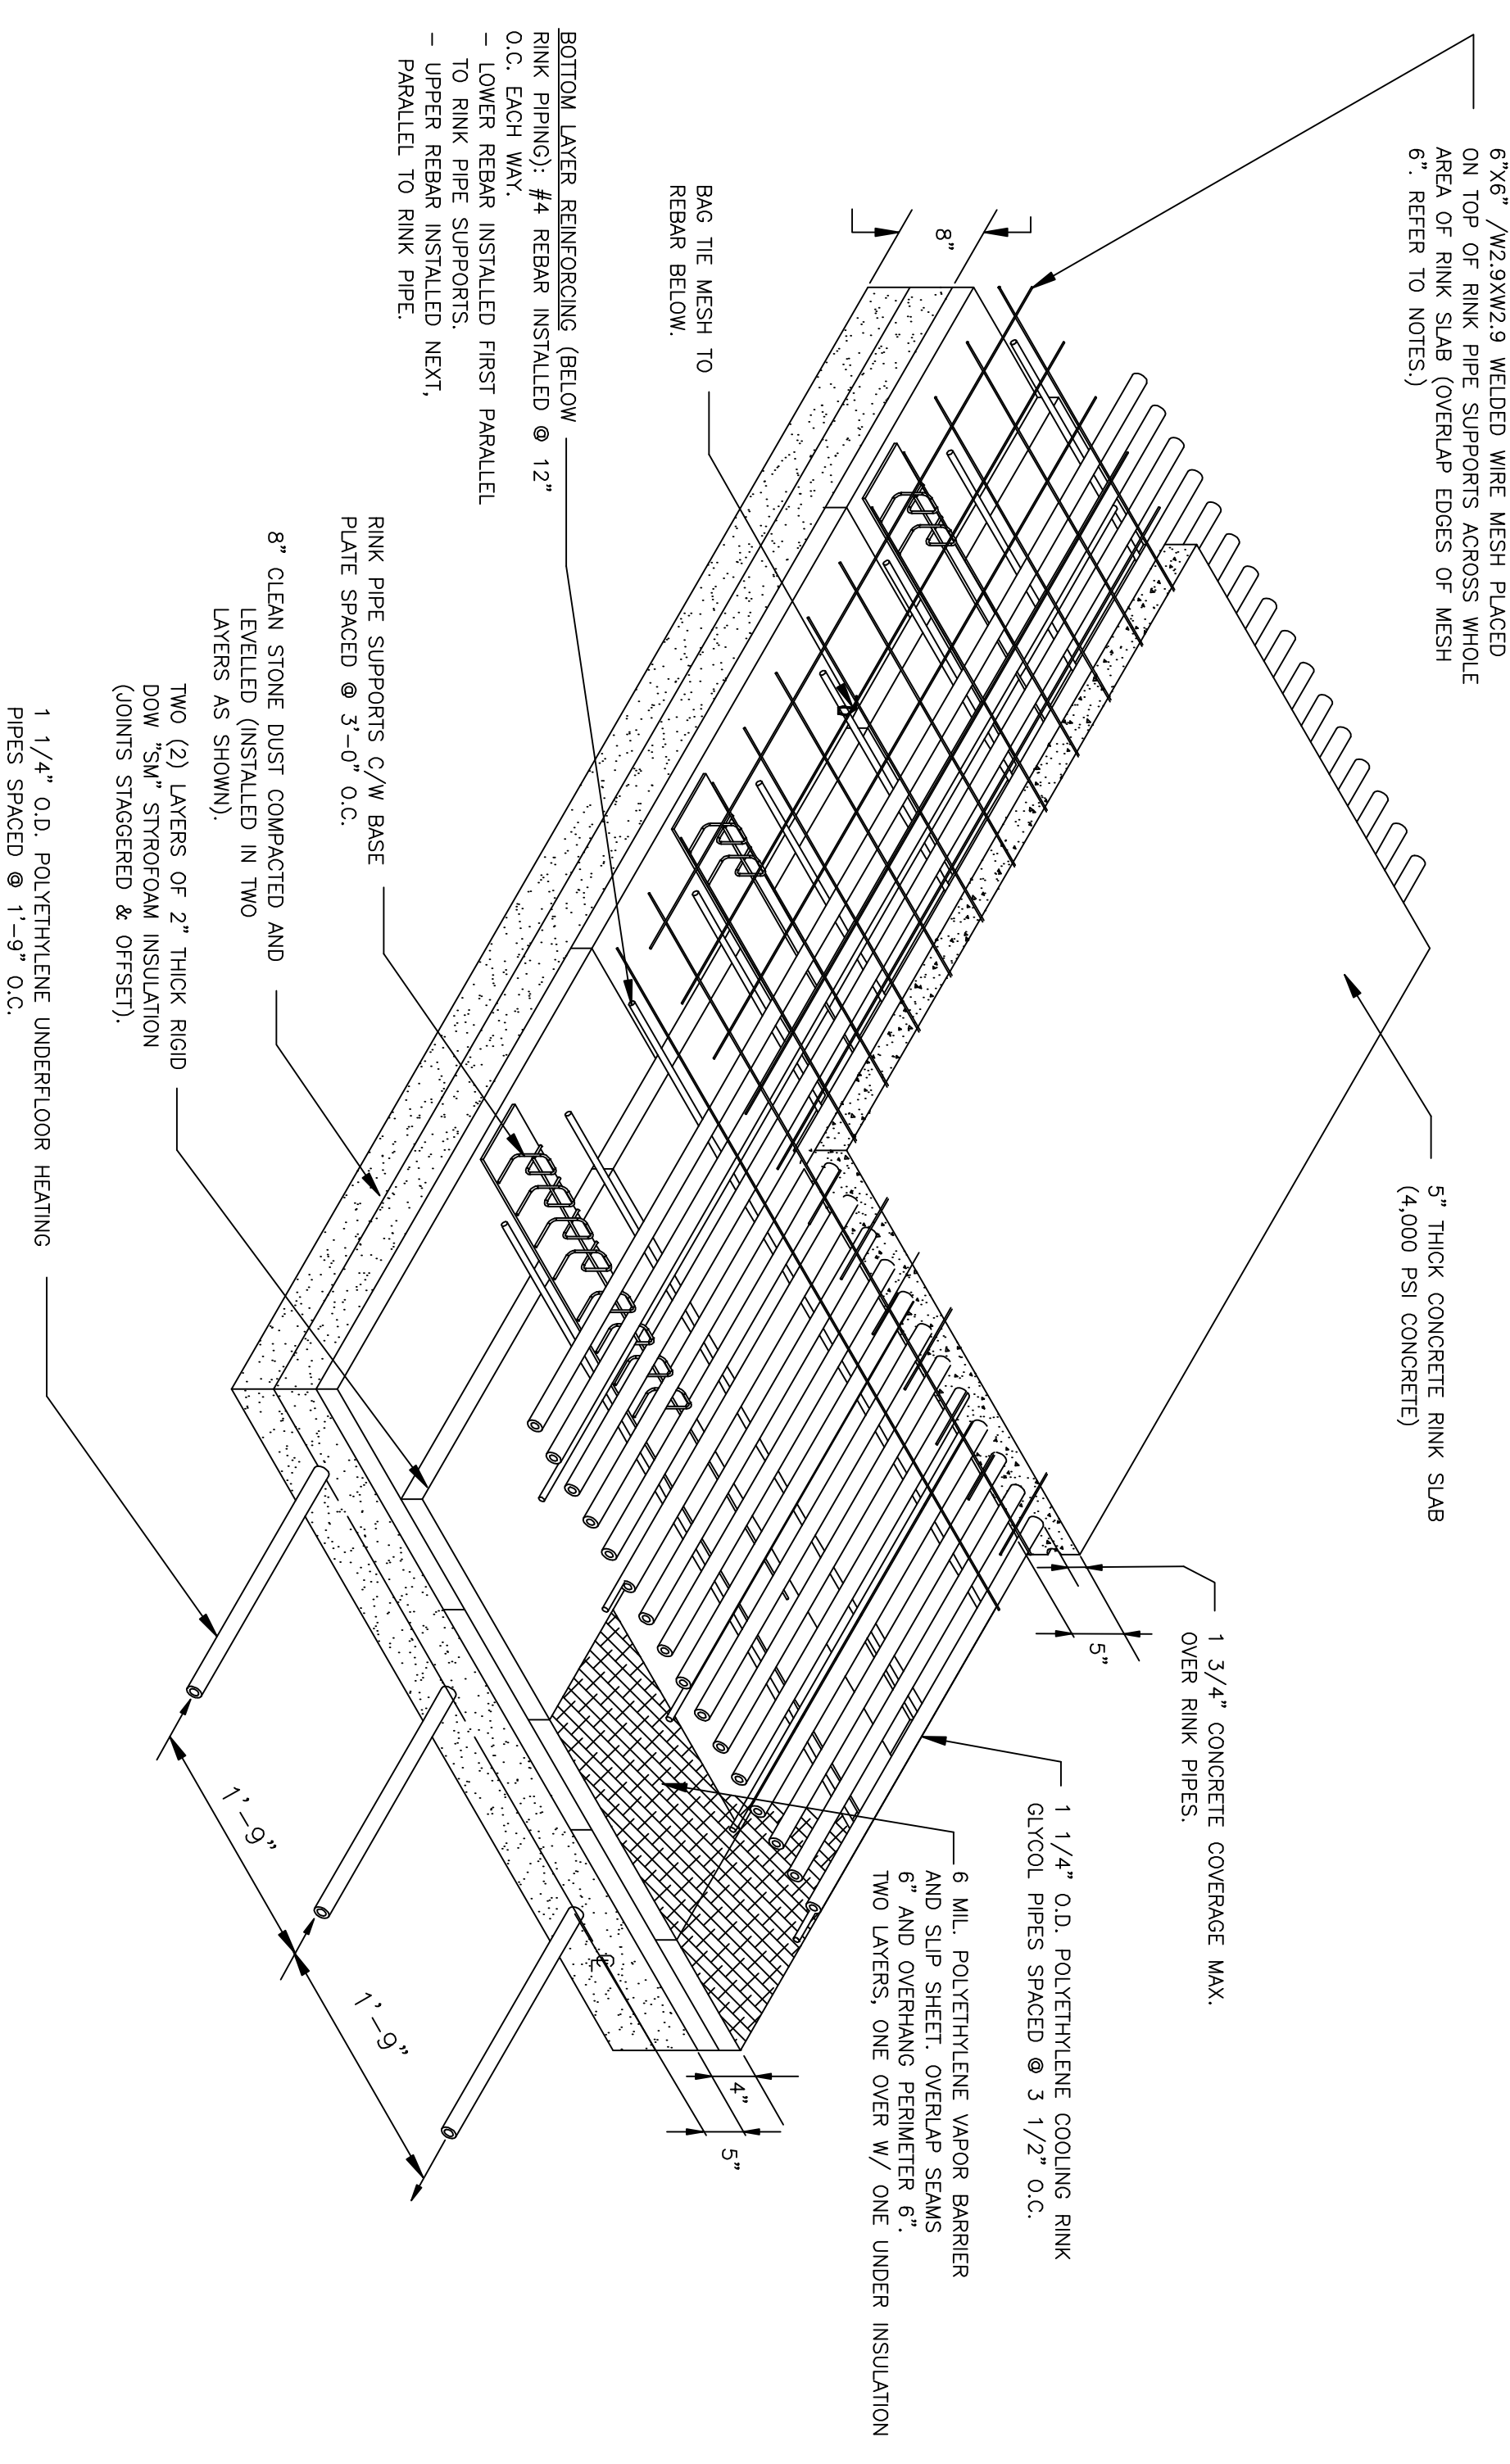 6"X6" /W2.9XW2.9 WELDED WIRE MESH PLACED
ON TOP OF RINK PIPE SUPPORTS ACROSS WHOLE
AREA OF RINK SLAB (OVERLAP EDGES OF MESH
6". REFER TO NOTES.)
5" THICK CONCRETE RINK SLAB
(4,000 PSI CONCRETE)
1 3/4" CONCRETE COVERAGE MAX.
OVER RINK PIPES.
5"
1 1/4" O.D. POLYETHYLENE COOLING RINK
GLYCOL PIPES SPACED @ 3 1/2" O.C.
6 MIL. POLYETHYLENE VAPOR BARRIER
AND SLIP SHEET. OVERLAP SEAMS
6" AND OVERHANG PERIMETER 6".
TWO LAYERS, ONE OVER W/ ONE UNDER INSULATION
8"
BAG TIE MESH TO
REBAR BELOW.
BOTTOM LAYER REINFORCING (BELOW
RINK PIPING): #4 REBAR INSTALLED @ 12"
O.C. EACH WAY.
- LOWER REBAR INSTALLED FIRST PARALLEL
TO RINK PIPE SUPPORTS.
- UPPER REBAR INSTALLED NEXT,
PARALLEL TO RINK PIPE.
RINK PIPE SUPPORTS C/W BASE
PLATE SPACED @ 3'-0" O.C.
8" CLEAN STONE DUST COMPACTED AND
LEVELLED (INSTALLED IN TWO
LAYERS AS SHOWN).
TWO (2) LAYERS OF 2" THICK RIGID
DOW "SM" STYROFOAM INSULATION
(JOINTS STAGGERED & OFFSET).
1 1/4" O.D. POLYETHYLENE UNDERFLOOR HEATING
PIPES SPACED @ 1'-9" O.C.
4"
5"
℄
1'-9"
1'-9"